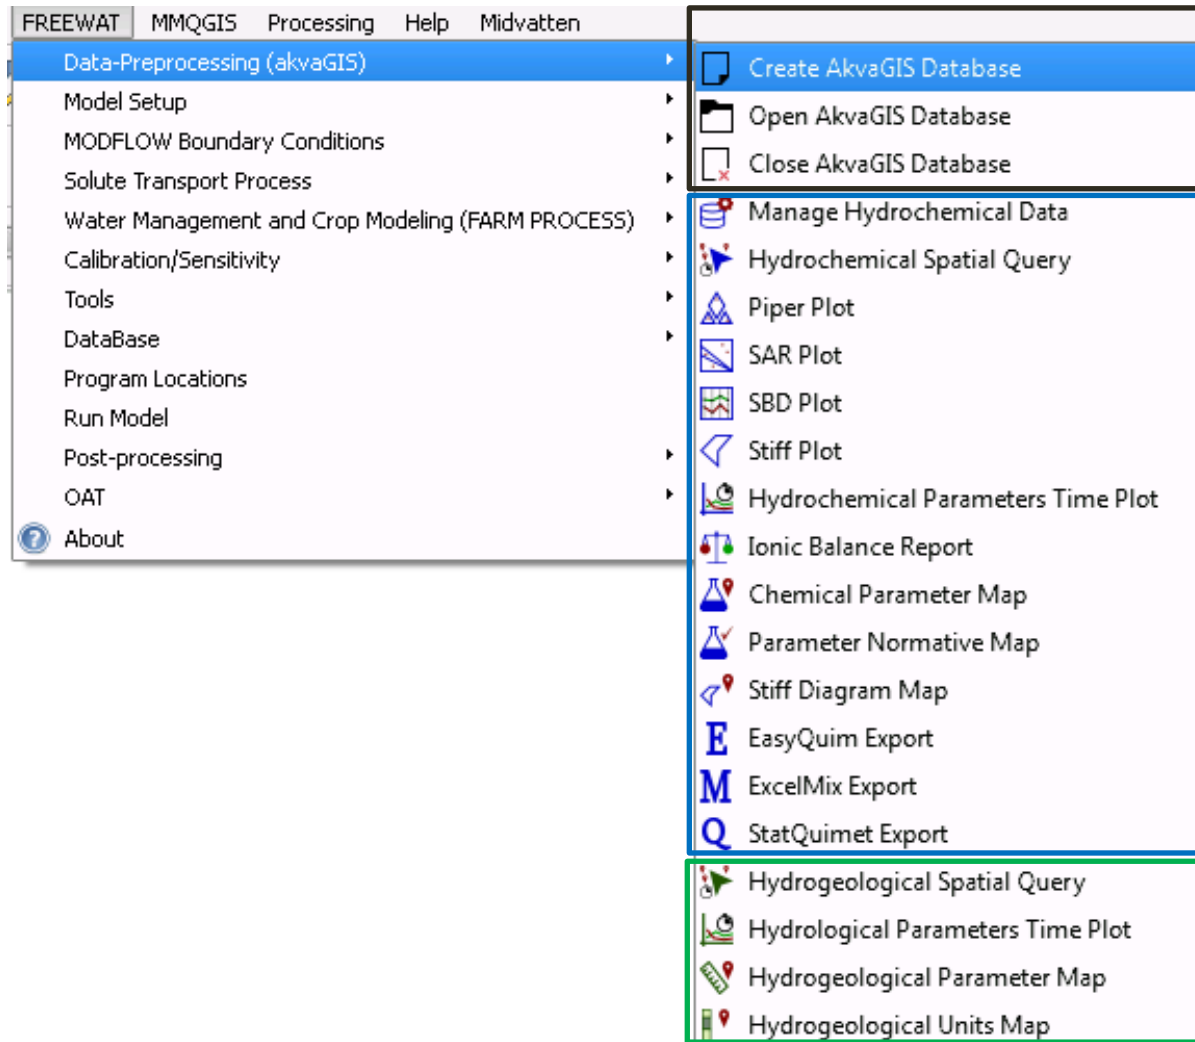 FREEWAT MMQGIS Processing Help Midvatten
Data-Preprocessing (akvaGIS)
Model Setup
MODFLOW Boundary Conditions
Solute Transport Process
Water Management and Crop Modeling (FARM PROCESS)
Calibration/Sensitivity
Tools
DataBase
Program Locations
Run Model
Post-processing
OAT
About
Create AkvaGIS Database
Open AkvaGIS Database
Close AkvaGIS Database
Manage Hydrochemical Data
Hydrochemical Spatial Query
Piper Plot
SAR Plot
SBD Plot
Stiff Plot
Hydrochemical Parameters Time Plot
Ionic Balance Report
Chemical Parameter Map
Parameter Normative Map
Stiff Diagram Map
E EasyQuim Export
M ExcelMix Export
Q StatQuimet Export
Hydrogeological Spatial Query
Hydrological Parameters Time Plot
Hydrogeological Parameter Map
Hydrogeological Units Map